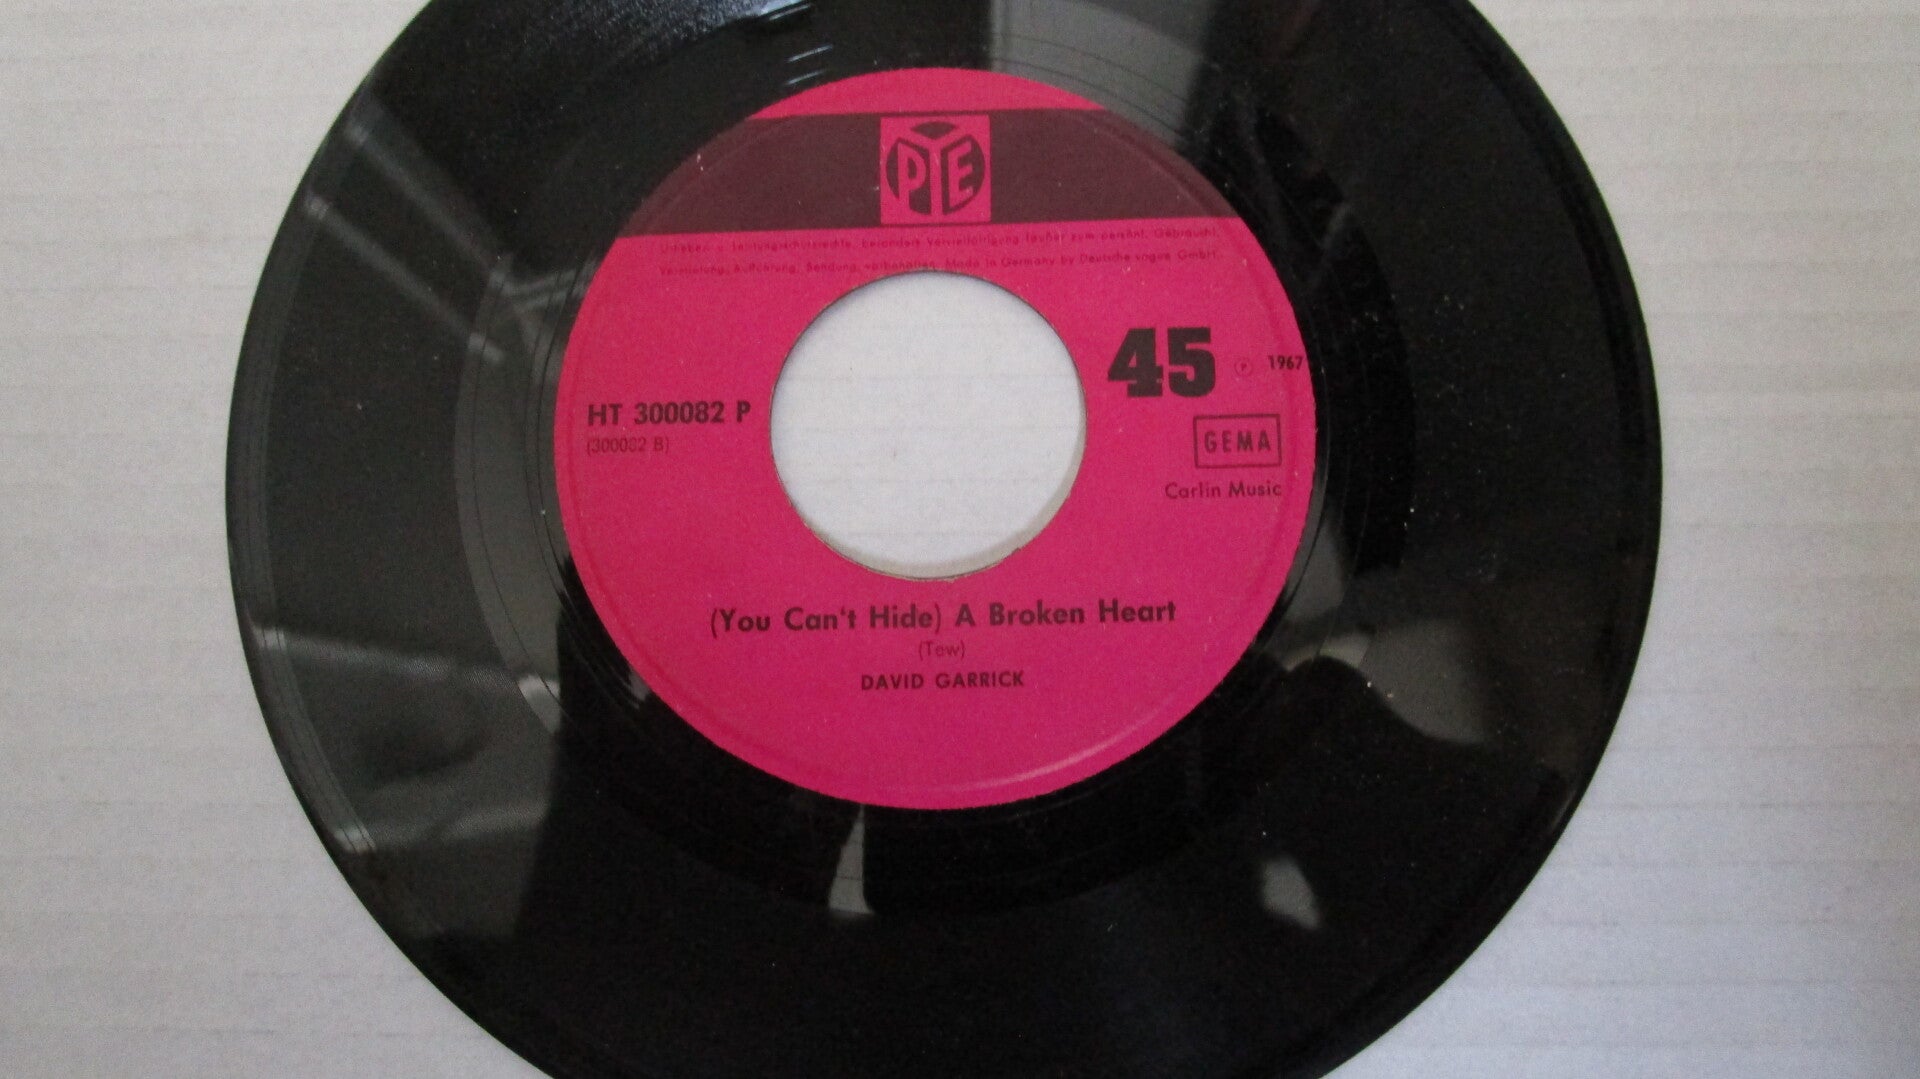 PYE
Urheber- u. Leistungsschutzrechte, besonders Vervielfältigung (außer zum persönl. Gebrauch),
Vermietung, Aufführung, Sendung, vorbehalten. Made in Germany by Deutsche Vogue GmbH.
45 Ⓟ 1967
HT 300082 P
(300082 B)
GEMA
Carlin Music
(You Can't Hide) A Broken Heart
(Tew)
DAVID GARRICK